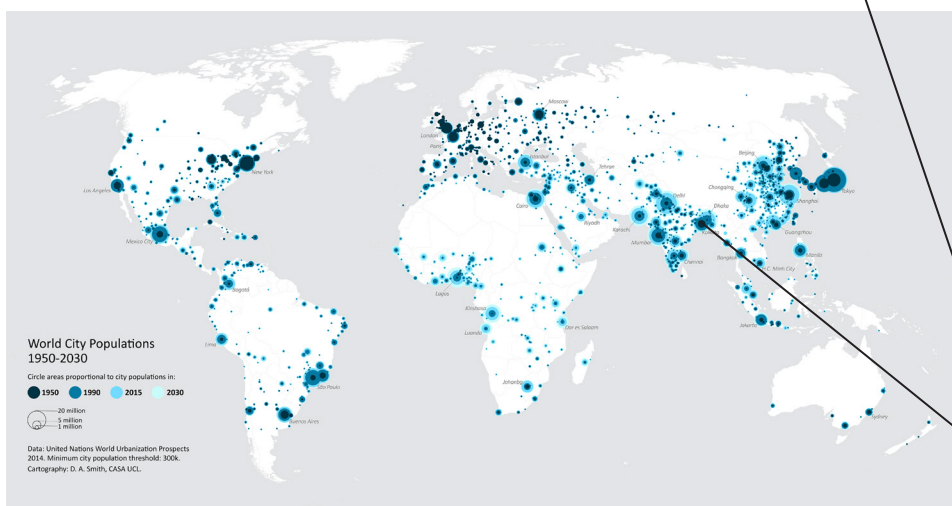 Moscow
London
Paris
Istanbul
New York
Beijing
Tehran
Los Angeles
Chongqing
Tokyo
Delhi
Shanghai
Cairo
Dhaka
Riyadh
Karachi
Guangzhou
Mexico City
Mumbai
Bangkok
Manila
Chennai
H.C. Minh City
Bogotá
Lagos
Kinshasa
Jakarta
Dar es Salaam
Luanda
Lima
World City Populations
1950-2030
Circle areas proportional to city populations in:
1950 1990 2015 2030
São Paulo
20 million
5 million
1 million
Buenos Aires
Sydney
Data: United Nations World Urbanization Prospects
2014. Minimum city population threshold: 300k.
Cartography: D. A. Smith, CASA UCL.